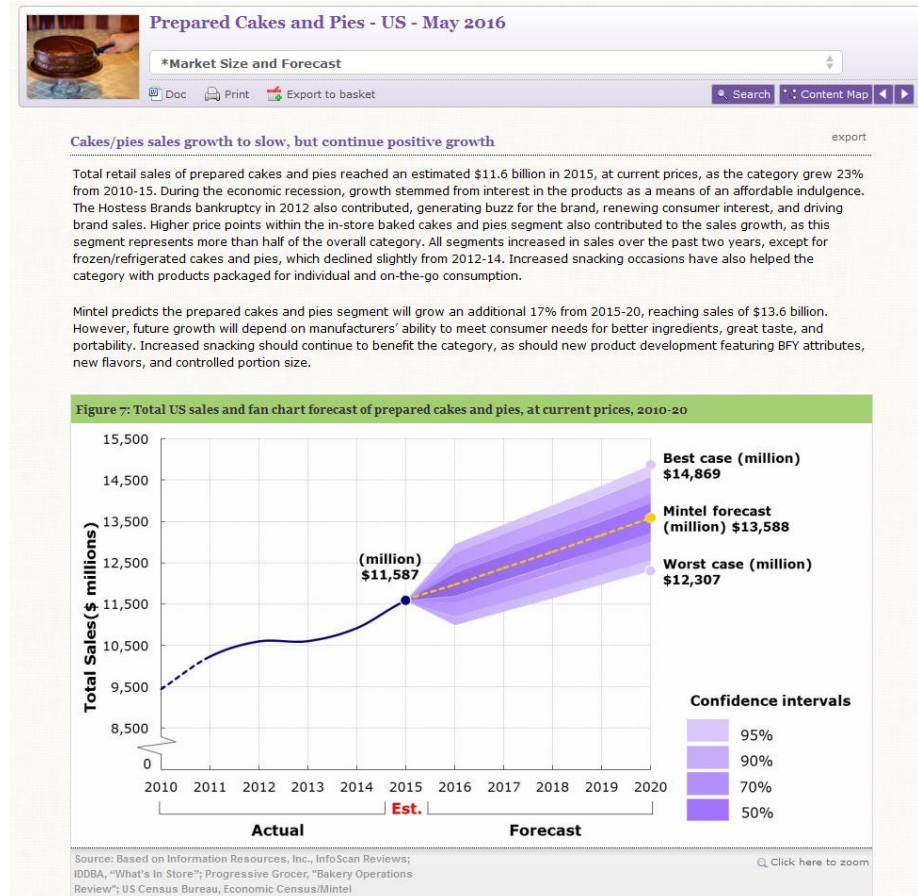 Prepared Cakes and Pies - US - May 2016
*Market Size and Forecast
Doc Print Export to basket Search Content Map
Cakes/pies sales growth to slow, but continue positive growth export
Total retail sales of prepared cakes and pies reached an estimated $11.6 billion in 2015, at current prices, as the category grew 23%
from 2010-15. During the economic recession, growth stemmed from interest in the products as a means of an affordable indulgence.
The Hostess Brands bankruptcy in 2012 also contributed, generating buzz for the brand, renewing consumer interest, and driving
brand sales. Higher price points within the in-store baked cakes and pies segment also contributed to the sales growth, as this
segment represents more than half of the overall category. All segments increased in sales over the past two years, except for
frozen/refrigerated cakes and pies, which declined slightly from 2012-14. Increased snacking occasions have also helped the
category with products packaged for individual and on-the-go consumption.
Mintel predicts the prepared cakes and pies segment will grow an additional 17% from 2015-20, reaching sales of $13.6 billion.
However, future growth will depend on manufacturers' ability to meet consumer needs for better ingredients, great taste, and
portability. Increased snacking should continue to benefit the category, as should new product development featuring BFY attributes,
new flavors, and controlled portion size.
Figure 7: Total US sales and fan chart forecast of prepared cakes and pies, at current prices, 2010-20
Total Sales($ millions)
15,500
14,500
13,500
12,500
11,500
10,500
9,500
8,500
0
(million)
$11,587
Best case (million)
$14,869
Mintel forecast
(million) $13,588
Worst case (million)
$12,307
Confidence intervals
95%
90%
70%
50%
2010 2011 2012 2013 2014 2015 2016 2017 2018 2019 2020
Est.
Actual Forecast
Source: Based on Information Resources, Inc., InfoScan Reviews;
IDDBA, "What's In Store"; Progressive Grocer, "Bakery Operations
Review"; US Census Bureau, Economic Census/Mintel
Click here to zoom